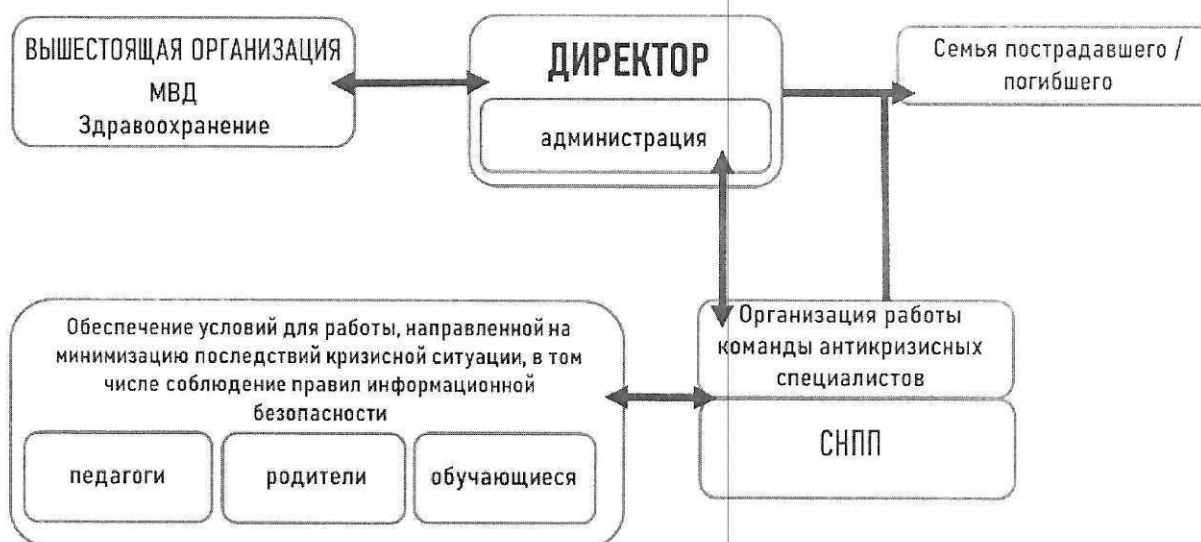 ВЫШЕСТОЯЩАЯ ОРГАНИЗАЦИЯ
МВД
Здравоохранение
ДИРЕКТОР
администрация
Семья пострадавшего /
погибшего
Обеспечение условий для работы, направленной на
минимизацию последствий кризисной ситуации, в том
числе соблюдение правил информационной
безопасности
педагоги
родители
обучающиеся
Организация работы
команды антикризисных
специалистов
СНПП